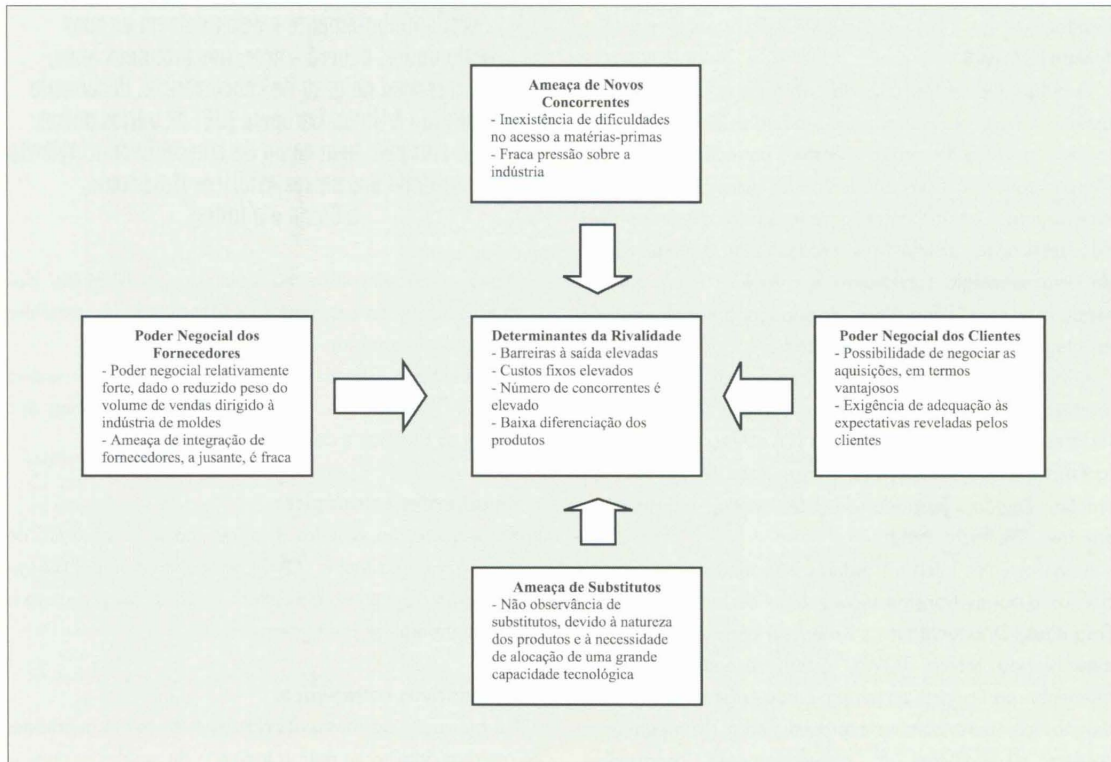 Ameaça de Novos
Concorrentes
- Inexistência de dificuldades
no acesso a matérias-primas
- Fraca pressão sobre a
indústria
Poder Negocial dos
Fornecedores
- Poder negocial relativamente
forte, dado o reduzido peso do
volume de vendas dirigido à
indústria de moldes
- Ameaça de integração de
fornecedores, a jusante, é fraca
Determinantes da Rivalidade
- Barreiras à saída elevadas
- Custos fixos elevados
- Número de concorrentes é
elevado
- Baixa diferenciação dos
produtos
Poder Negocial dos Clientes
- Possibilidade de negociar as
aquisições, em termos
vantajosos
- Exigência de adequação às
expectativas reveladas pelos
clientes
Ameaça de Substitutos
- Não observância de
substitutos, devido à natureza
dos produtos e à necessidade
de alocação de uma grande
capacidade tecnológica